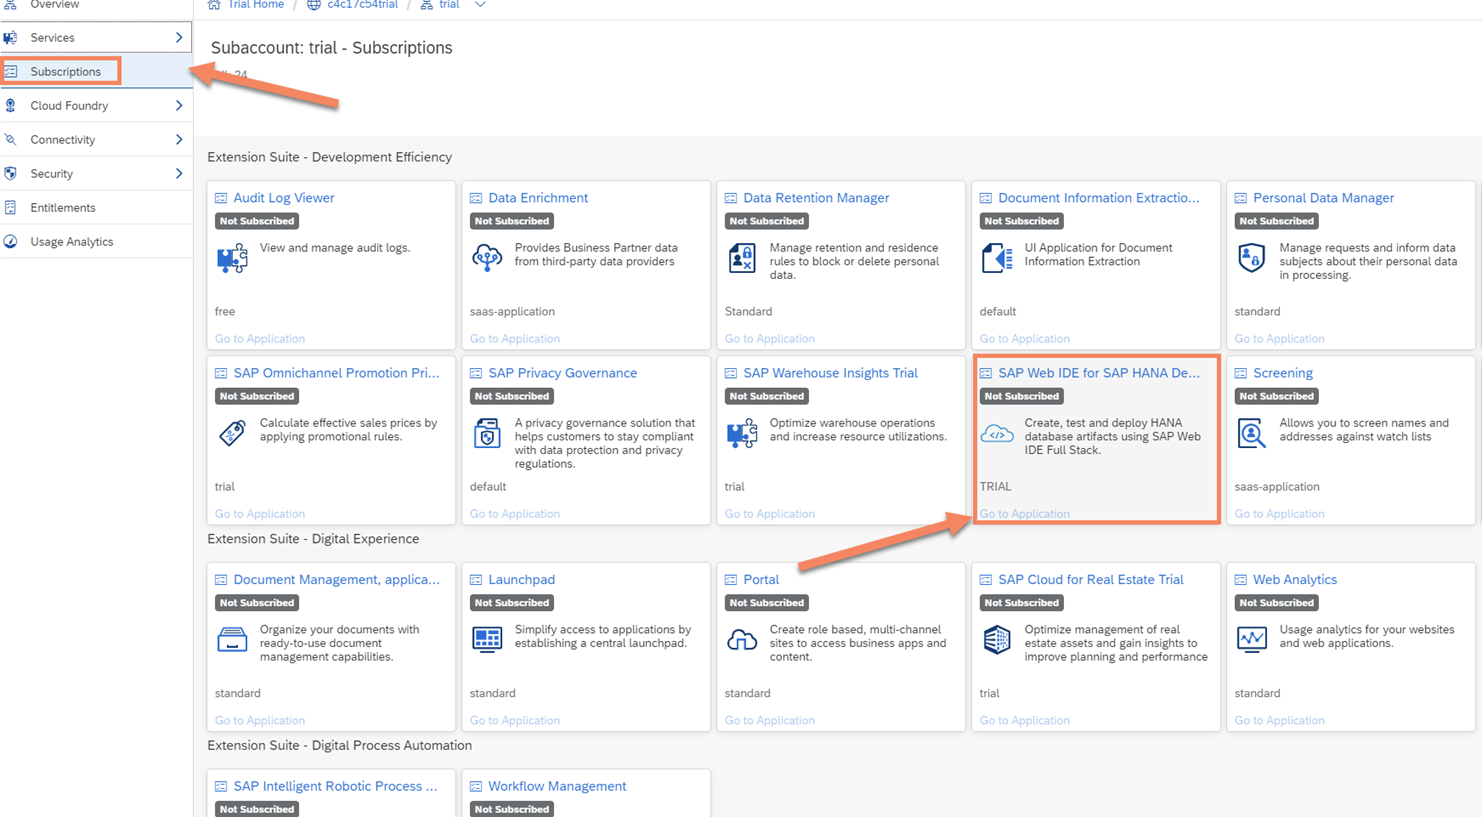 Overview
Services
Subscriptions
Cloud Foundry
Connectivity
Security
Entitlements
Usage Analytics
Trial Home / c4c17c54trial / trial
Subaccount: trial - Subscriptions
24
Extension Suite - Development Efficiency
Audit Log Viewer
Not Subscribed
View and manage audit logs.
free
Go to Application
Data Enrichment
Not Subscribed
Provides Business Partner data
from third-party data providers
saas-application
Go to Application
Data Retention Manager
Not Subscribed
Manage retention and residence
rules to block or delete personal
data.
Standard
Go to Application
Document Information Extractio...
Not Subscribed
UI Application for Document
Information Extraction
default
Go to Application
Personal Data Manager
Not Subscribed
Manage requests and inform data
subjects about their personal data
in processing.
standard
Go to Application
SAP Omnichannel Promotion Pri...
Not Subscribed
Calculate effective sales prices by
applying promotional rules.
trial
Go to Application
SAP Privacy Governance
Not Subscribed
A privacy governance solution that
helps customers to stay compliant
with data protection and privacy
regulations.
default
Go to Application
SAP Warehouse Insights Trial
Not Subscribed
Optimize warehouse operations
and increase resource utilizations.
trial
Go to Application
SAP Web IDE for SAP HANA De...
Not Subscribed
Create, test and deploy HANA
database artifacts using SAP Web
IDE Full Stack.
TRIAL
Go to Application
Screening
Not Subscribed
Allows you to screen names and
addresses against watch lists
saas-application
Go to Application
Extension Suite - Digital Experience
Document Management, applica...
Not Subscribed
Organize your documents with
ready-to-use document
management capabilities.
standard
Go to Application
Launchpad
Not Subscribed
Simplify access to applications by
establishing a central launchpad.
standard
Go to Application
Portal
Not Subscribed
Create role based, multi-channel
sites to access business apps and
content.
standard
Go to Application
SAP Cloud for Real Estate Trial
Not Subscribed
Optimize management of real
estate assets and gain insights to
improve planning and performance
trial
Go to Application
Web Analytics
Not Subscribed
Usage analytics for your websites
and web applications.
standard
Go to Application
Extension Suite - Digital Process Automation
SAP Intelligent Robotic Process ...
Not Subscribed
Workflow Management
Not Subscribed